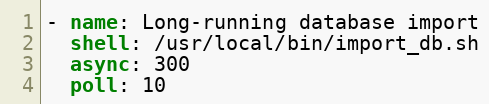 1 - name: Long-running database import
2   shell: /usr/local/bin/import_db.sh
3   async: 300
4   poll: 10